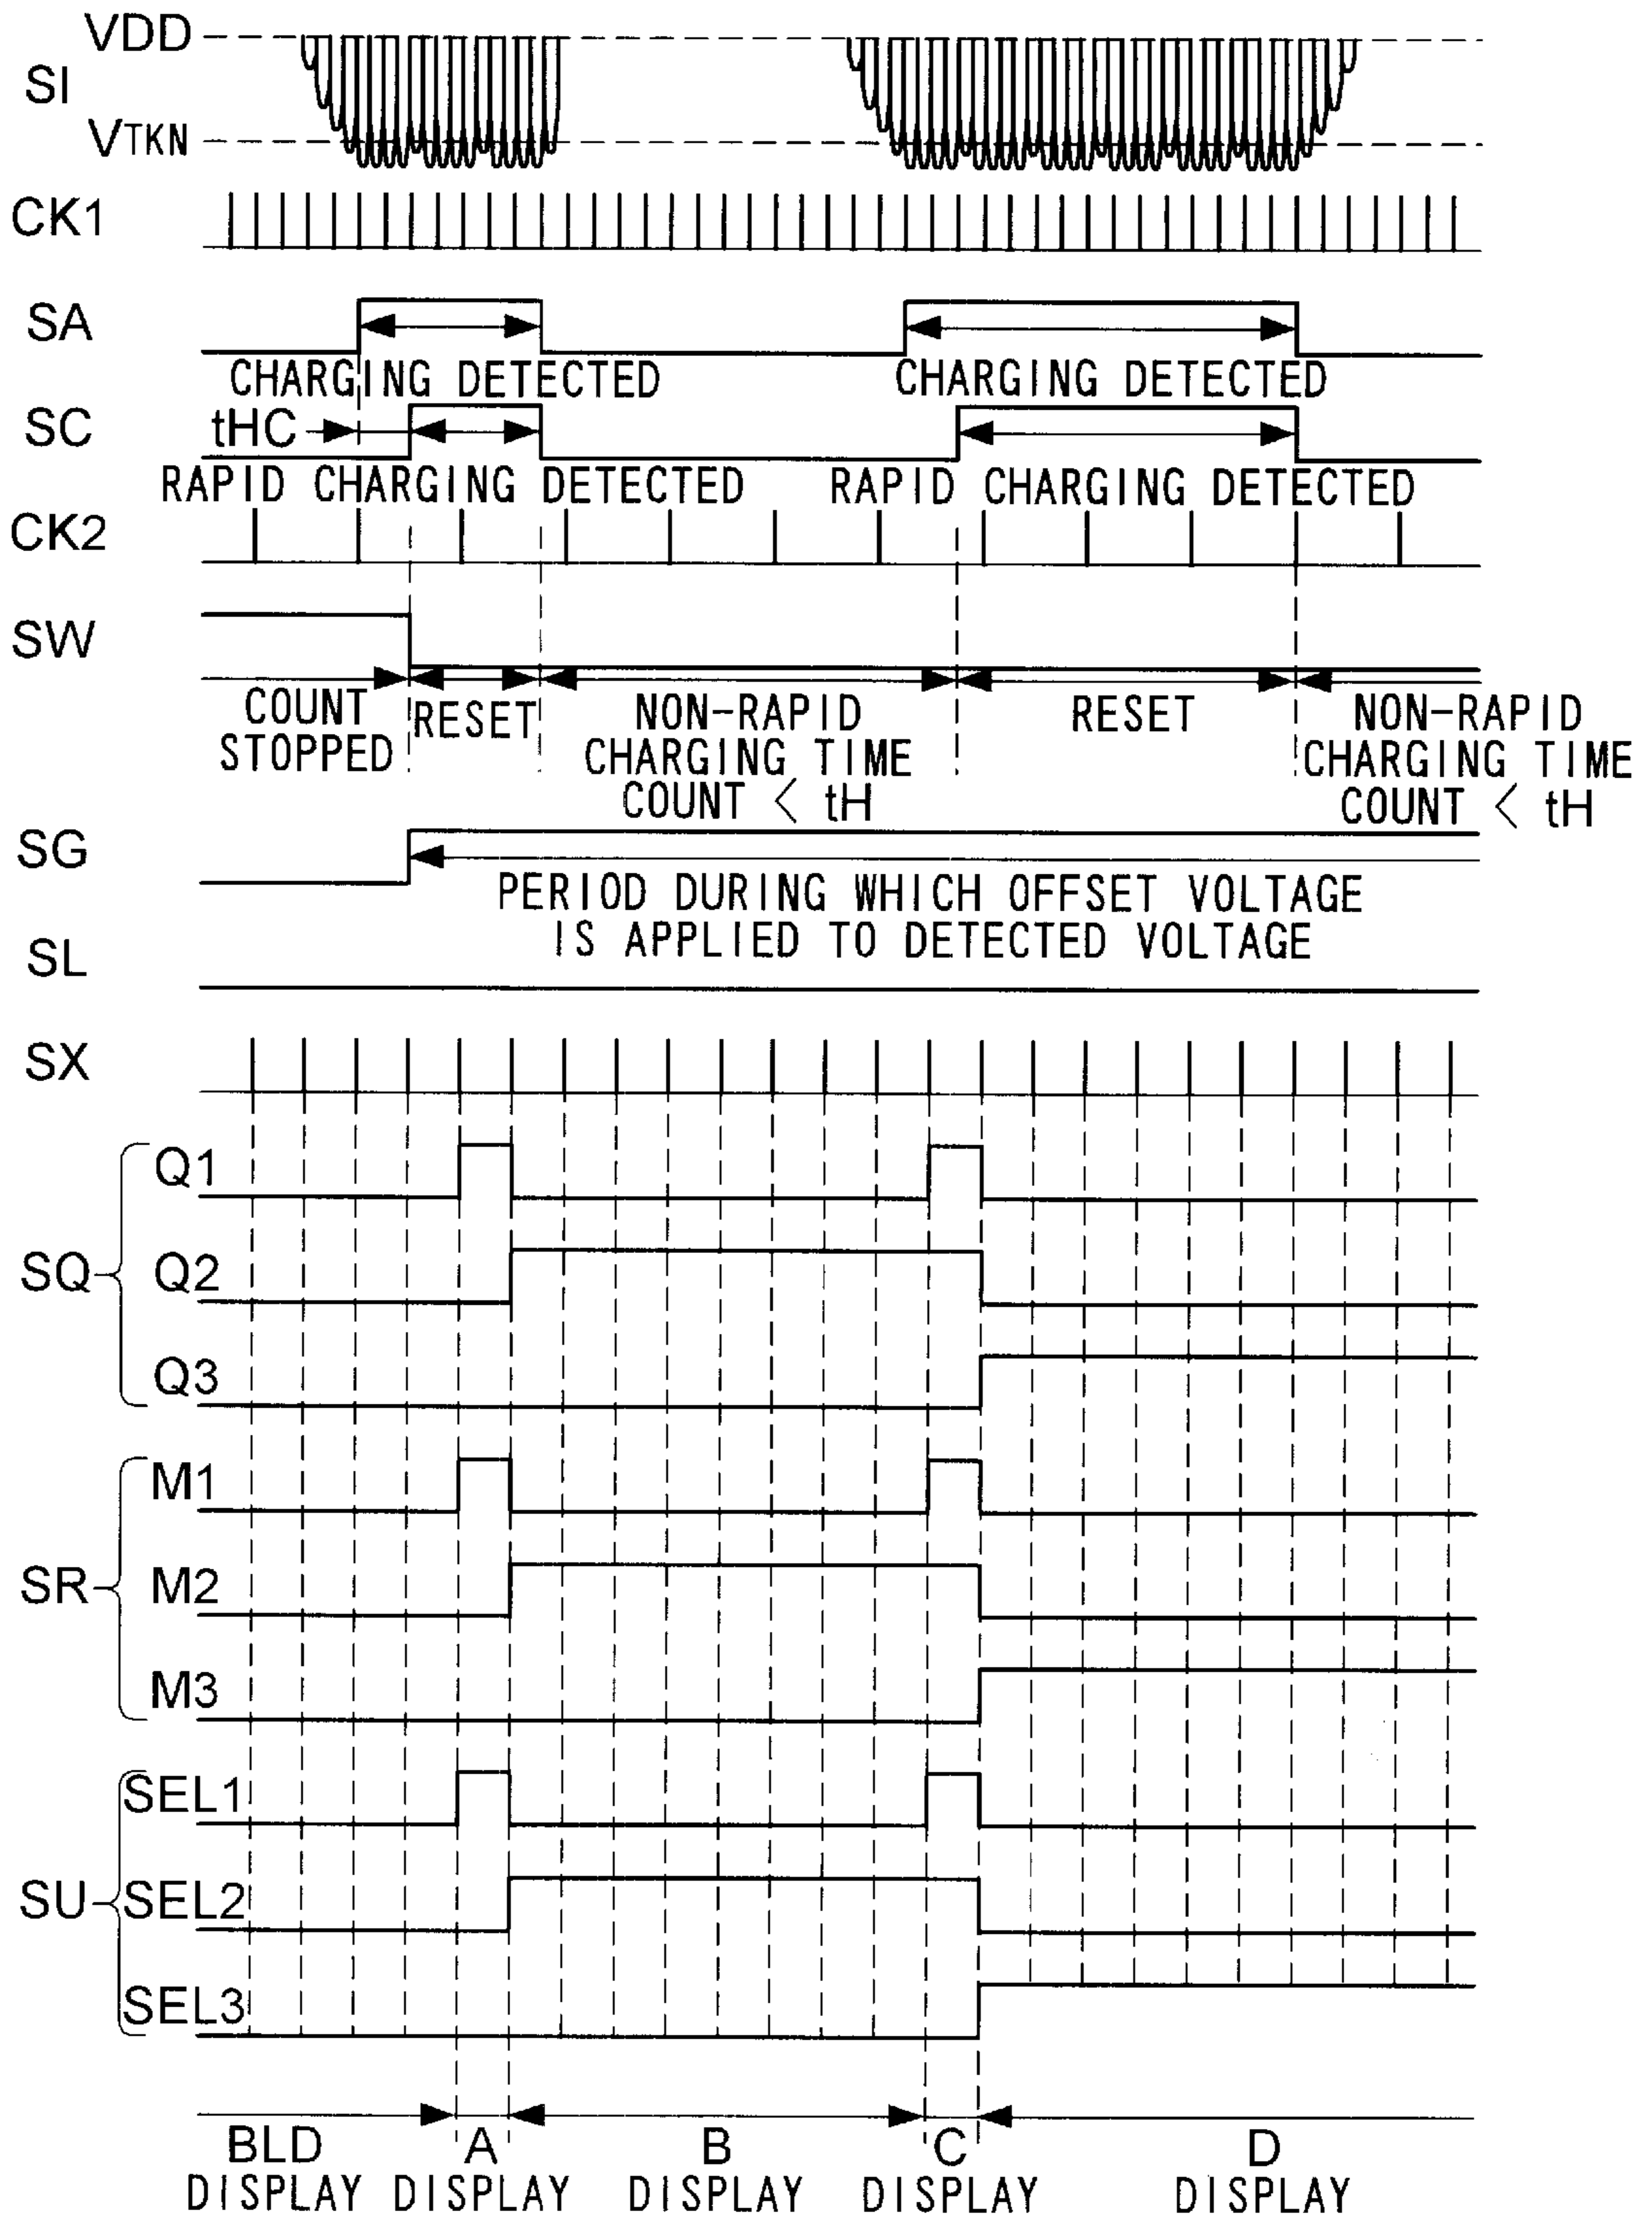 VDD
SI
VTKN
CK1
SA
CHARGING DETECTED
CHARGING DETECTED
SC
tHC
RAPID CHARGING DETECTED
RAPID CHARGING DETECTED
CK2
SW
COUNT STOPPED
RESET
NON-RAPID
CHARGING TIME
COUNT < tH
RESET
NON-RAPID
CHARGING TIME
COUNT < tH
SG
PERIOD DURING WHICH OFFSET VOLTAGE
IS APPLIED TO DETECTED VOLTAGE
SL
SX
SQ
Q1
Q2
Q3
SR
M1
M2
M3
SU
SEL1
SEL2
SEL3
BLD
DISPLAY
A
DISPLAY
B
DISPLAY
C
DISPLAY
D
DISPLAY